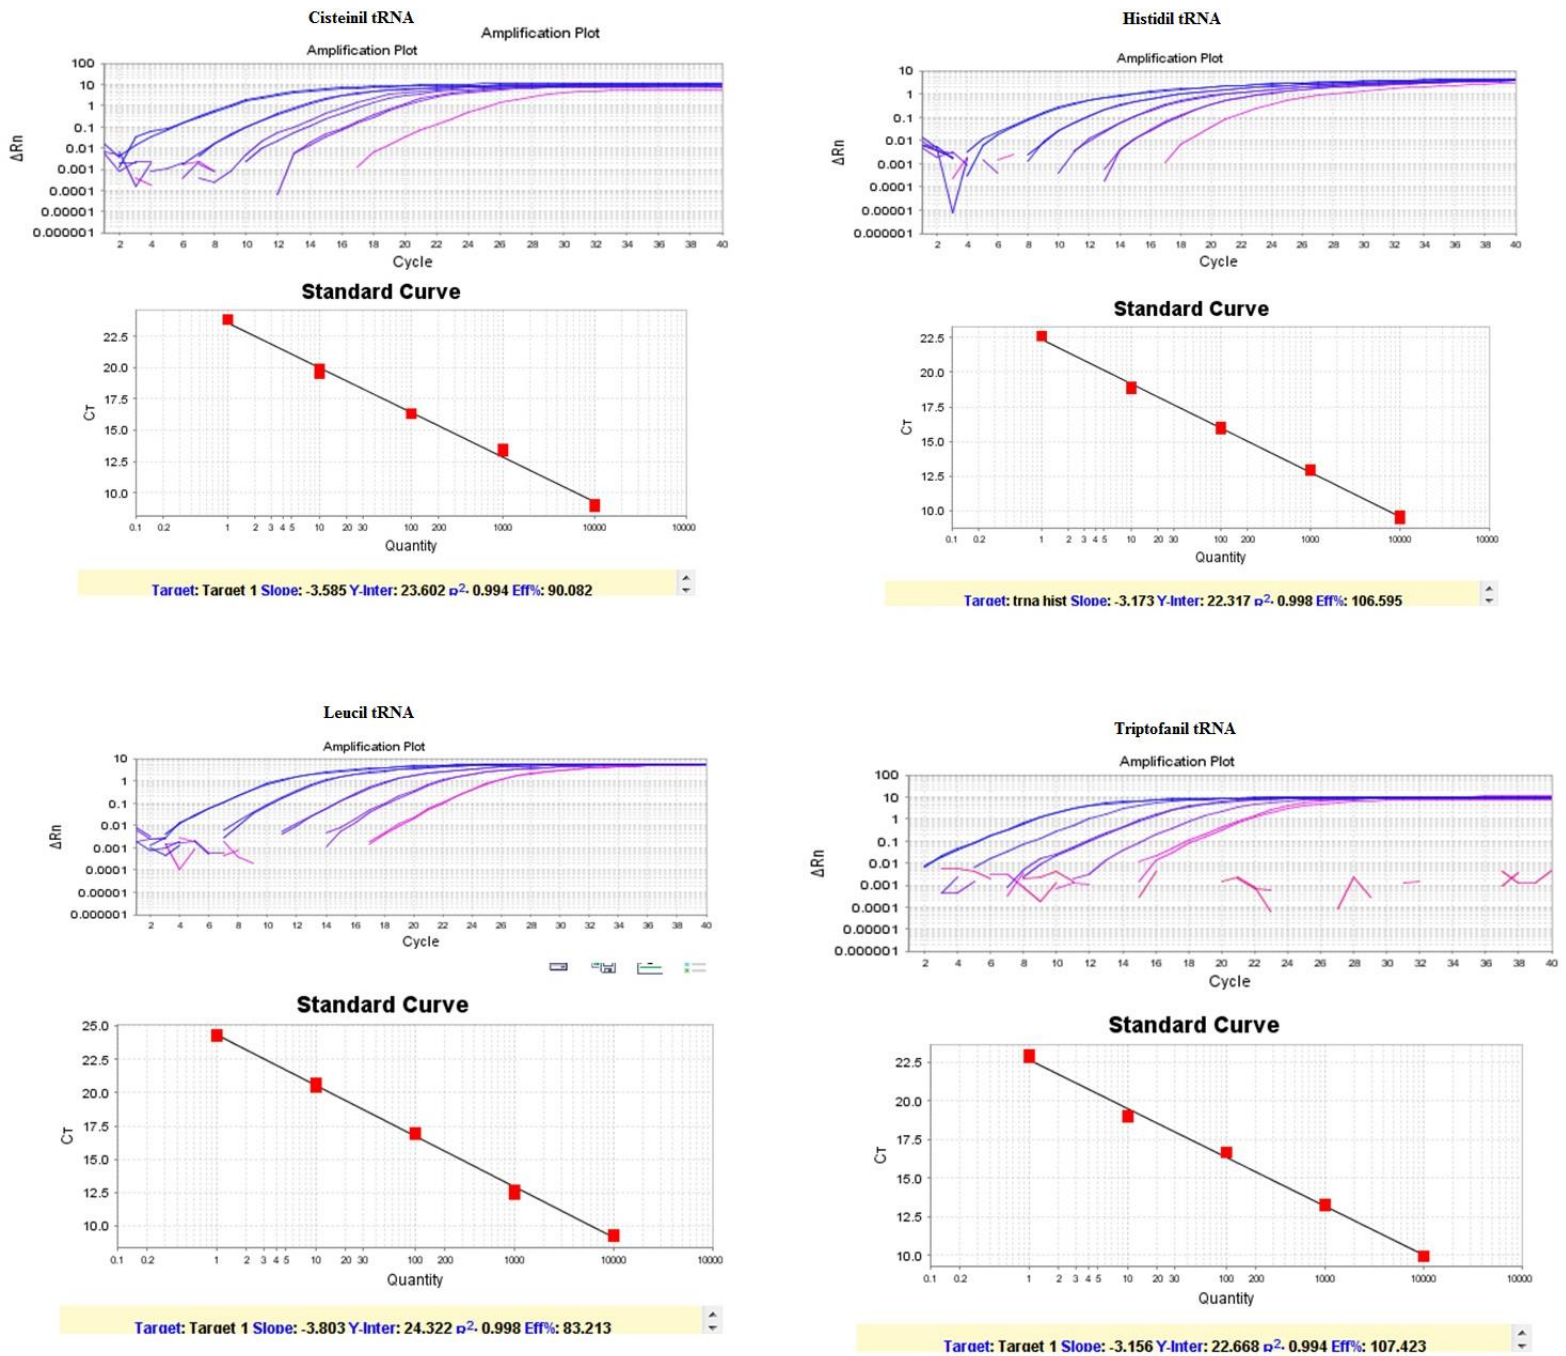 Cisteinil tRNA
Amplification Plot
Amplification Plot
100
10
1
0.1
0.01
0.001
0.0001
0.00001
0.000001
ΔRn
2 4 6 8 10 12 14 16 18 20 22 24 26 28 30 32 34 36 38 40
Cycle
Standard Curve
22.5
20.0
17.5
15.0
12.5
10.0
CT
0.1 0.2 1 2 3 4 5 10 20 30 100 200 1000 10000 10000
Quantity
Target: Target 1 Slope: -3.585 Y-Inter: 23.602 R2: 0.994 Eff%: 90.082
Histidil tRNA
Amplification Plot
10
1
0.1
0.01
0.001
0.0001
0.00001
0.000001
ΔRn
2 4 6 8 10 12 14 16 18 20 22 24 26 28 30 32 34 36 38 40
Cycle
Standard Curve
22.5
20.0
17.5
15.0
12.5
10.0
CT
0.1 0.2 1 2 3 4 5 10 20 30 100 200 1000 10000 10000
Quantity
Target: trna hist Slope: -3.173 Y-Inter: 22.317 R2: 0.998 Eff%: 106.595
Leucil tRNA
Amplification Plot
10
1
0.1
0.01
0.001
0.0001
0.00001
0.000001
ΔRn
2 4 6 8 10 12 14 16 18 20 22 24 26 28 30 32 34 36 38 40
Cycle
Standard Curve
25.0
22.5
20.0
17.5
15.0
12.5
10.0
CT
0.1 0.2 1 2 3 4 5 10 20 30 100 200 1000 10000 10000
Quantity
Target: Target 1 Slope: -3.803 Y-Inter: 24.322 R2: 0.998 Eff%: 83.213
Triptofanil tRNA
Amplification Plot
100
10
1
0.1
0.01
0.001
0.0001
0.00001
0.000001
ΔRn
2 4 6 8 10 12 14 16 18 20 22 24 26 28 30 32 34 36 38 40
Cycle
Standard Curve
22.5
20.0
17.5
15.0
12.5
10.0
CT
0.1 0.2 1 2 3 4 5 10 20 30 100 200 1000 10000 10000
Quantity
Target: Target 1 Slope: -3.156 Y-Inter: 22.668 R2: 0.994 Eff%: 107.423